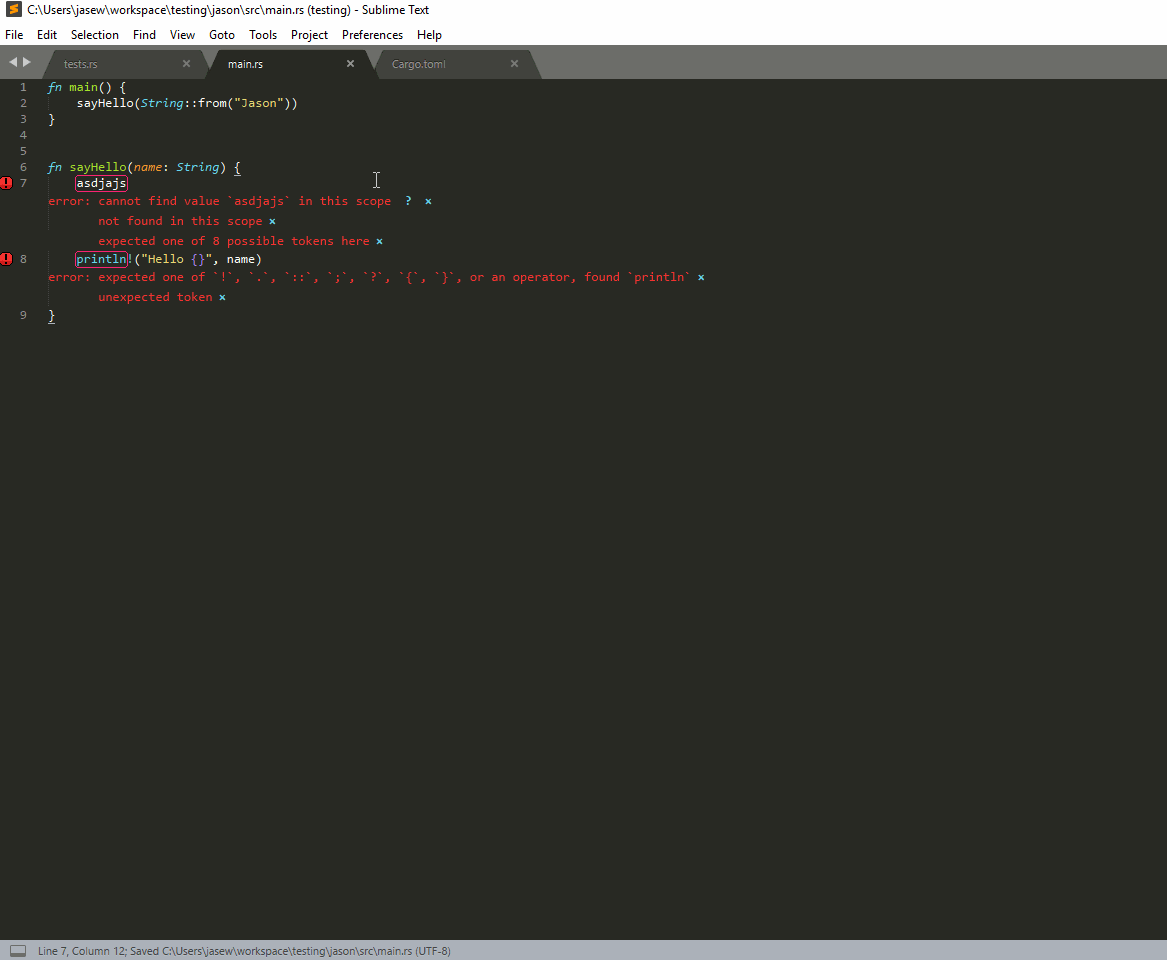 C:\Users\jasew\workspace\testing\jason\src\main.rs (testing) - Sublime Text
File Edit Selection Find View Goto Tools Project Preferences Help
tests.rs × main.rs × Cargo.toml ×
1 fn main() {
2     sayHello(String::from("Jason"))
3 }
4
5
6 fn sayHello(name: String) {
! 7     asdjajs
error: cannot find value `asdjajs` in this scope ? ×
not found in this scope ×
expected one of 8 possible tokens here ×
! 8     println!("Hello {}", name)
error: expected one of `!`, `.`, `::`, `;`, `?`, `{`, `}`, or an operator, found `println` ×
unexpected token ×
9 }
Line 7, Column 12; Saved C:\Users\jasew\workspace\testing\jason\src\main.rs (UTF-8)